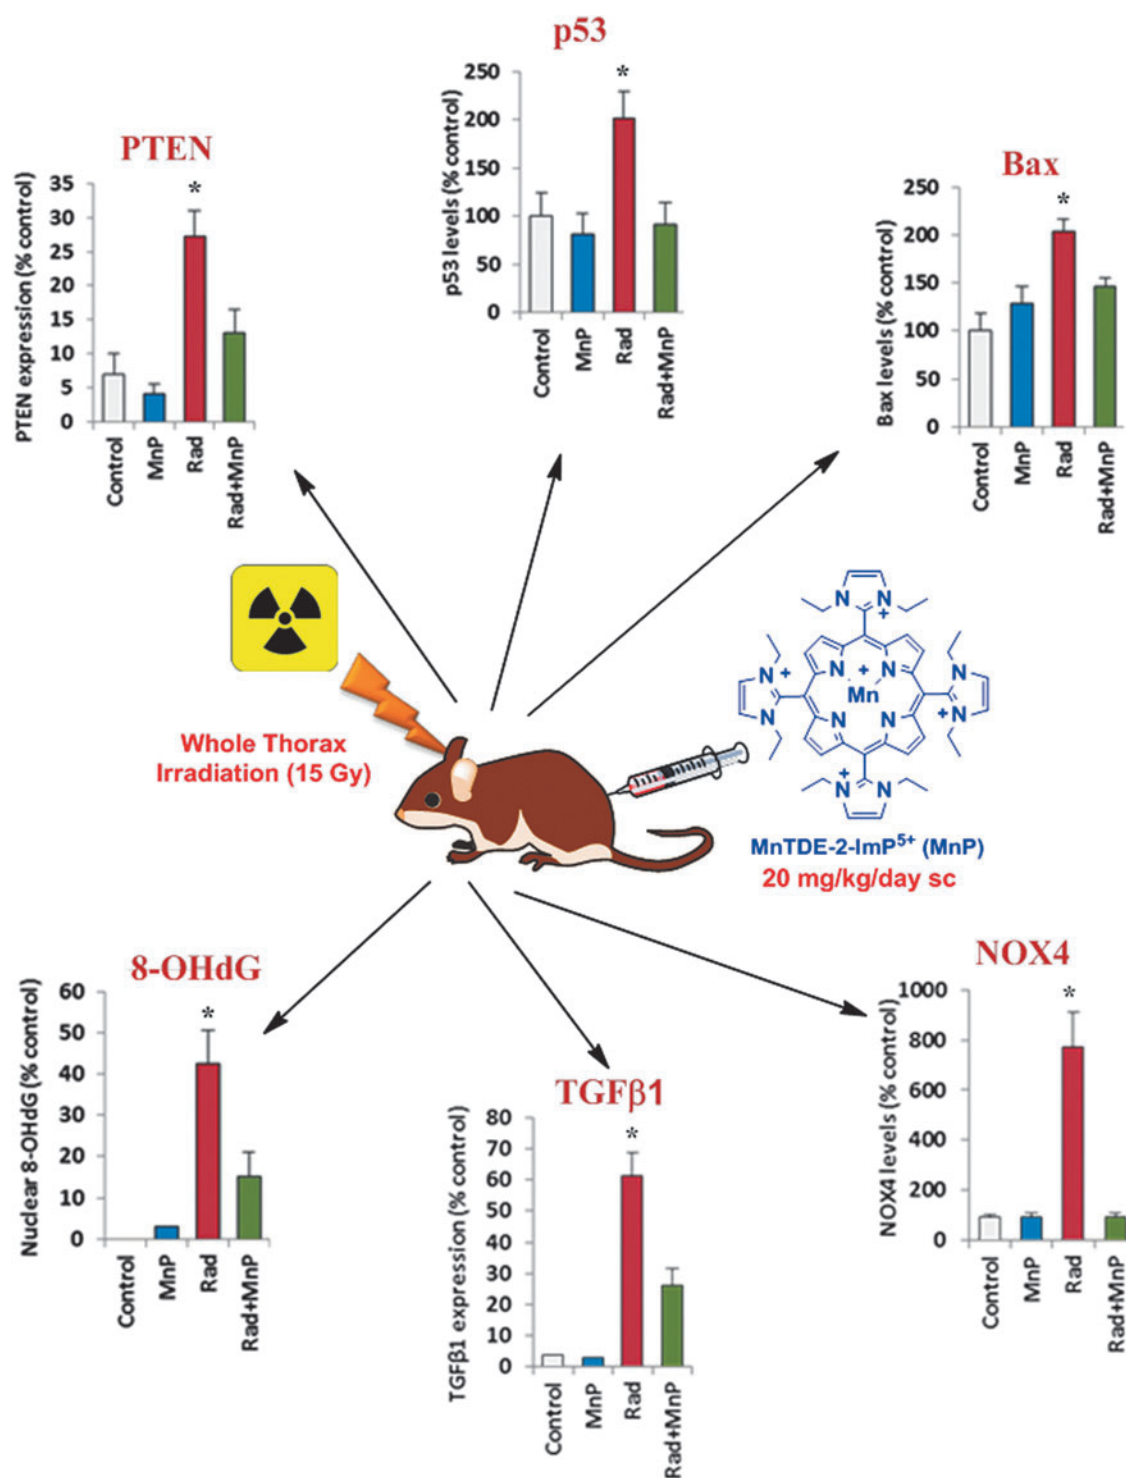 p53
p53 levels (% control)
250
200
150
100
50
0
*
Control
MnP
Rad
Rad+MnP
PTEN
PTEN expression (% control)
35
30
25
20
15
10
5
0
*
Control
MnP
Rad
Rad+MnP
Bax
Bax levels (% control)
250
200
150
100
50
0
*
Control
MnP
Rad
Rad+MnP
Whole Thorax
Irradiation (15 Gy)
N
N
+
N
+
N
N
+
N
Mn
N
N
N
+
N
N
+
N
MnTDE-2-ImP⁵⁺ (MnP)
20 mg/kg/day sc
8-OHdG
Nuclear 8-OHdG (% control)
60
50
40
30
20
10
0
*
Control
MnP
Rad
Rad+MnP
TGFβ1
TGFβ1 expression (% control)
80
70
60
50
40
30
20
10
0
*
Control
MnP
Rad
Rad+MnP
NOX4
NOX4 levels (% control)
1000
800
600
400
200
0
*
Control
MnP
Rad
Rad+MnP